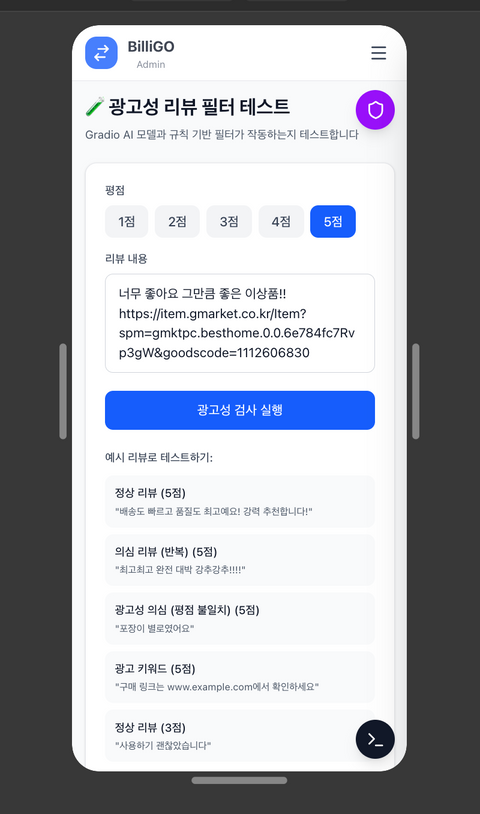 BilliGO
Admin
광고성 리뷰 필터 테스트
Gradio AI 모델과 규칙 기반 필터가 작동하는지 테스트합니다
평점
1점 2점 3점 4점 5점
리뷰 내용
너무 좋아요 그만큼 좋은 이상품!!
https://item.gmarket.co.kr/Item?
spm=gmktpc.besthome.0.0.6e784fc7Rv
p3gW&goodscode=1112606830
광고성 검사 실행
예시 리뷰로 테스트하기:
정상 리뷰 (5점)
"배송도 빠르고 품질도 최고예요! 강력 추천합니다!"
의심 리뷰 (반복) (5점)
"최고최고 완전 대박 강추강추!!!!"
광고성 의심 (평점 불일치) (5점)
"포장이 별로였어요"
광고 키워드 (5점)
"구매 링크는 www.example.com에서 확인하세요"
정상 리뷰 (3점)
"사용하기 괜찮았습니다"